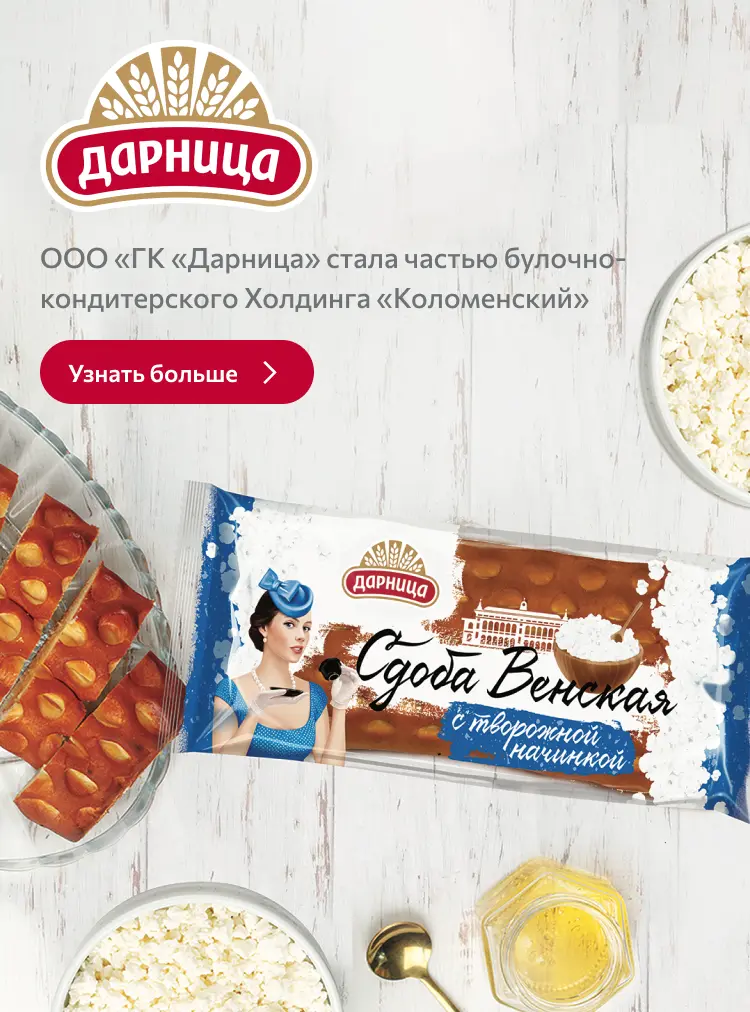 ДАРНИЦА
ООО «ГК «Дарница» стала частью булочно-
кондитерского Холдинга «Коломенский»
Узнать больше
ДАРНИЦА
Сдоба Венская
с творожной
начинкой